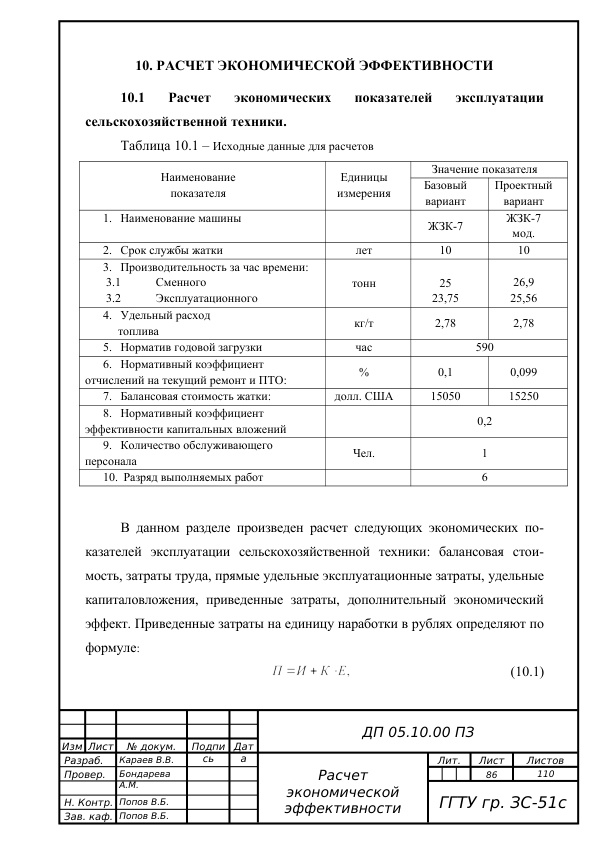 10. РАСЧЕТ ЭКОНОМИЧЕСКОЙ ЭФФЕКТИВНОСТИ
10.1 Расчет экономических показателей эксплуатации
сельскохозяйственной техники.
Таблица 10.1 – Исходные данные для расчетов
Наименование
показателя
Единицы
измерения
Значение показателя
Базовый
вариант
Проектный
вариант
1. Наименование машины
ЖЗК-7
ЖЗК-7
мод.
2. Срок службы жатки лет 10 10
3. Производительность за час времени:
3.1 Сменного тонн 25 26,9
3.2 Эксплуатационного 23,75 25,56
4. Удельный расход
топлива кг/т 2,78 2,78
5. Норматив годовой загрузки час 590
6. Нормативный коэффициент
отчислений на текущий ремонт и ПТО: % 0,1 0,099
7. Балансовая стоимость жатки: долл. США 15050 15250
8. Нормативный коэффициент
эффективности капитальных вложений 0,2
9. Количество обслуживающего
персонала Чел. 1
10. Разряд выполняемых работ 6
В данном разделе произведен расчет следующих экономических по-
казателей эксплуатации сельскохозяйственной техники: балансовая стои-
мость, затраты труда, прямые удельные эксплуатационные затраты, удельные
капиталовложения, приведенные затраты, дополнительный экономический
эффект. Приведенные затраты на единицу наработки в рублях определяют по
формуле:
П = И + К · Е, (10.1)
ДП 05.10.00 ПЗ
Изм Лист № докум. Подпи
сь
Дат
а
Разраб. Караев В.В.
Провер. Бондарева
А.М.
Н. Контр. Попов В.Б.
Зав. каф. Попов В.Б.
Расчет
экономической
эффективности
Лит. Лист Листов
86 110
ГГТУ гр. ЗС-51с